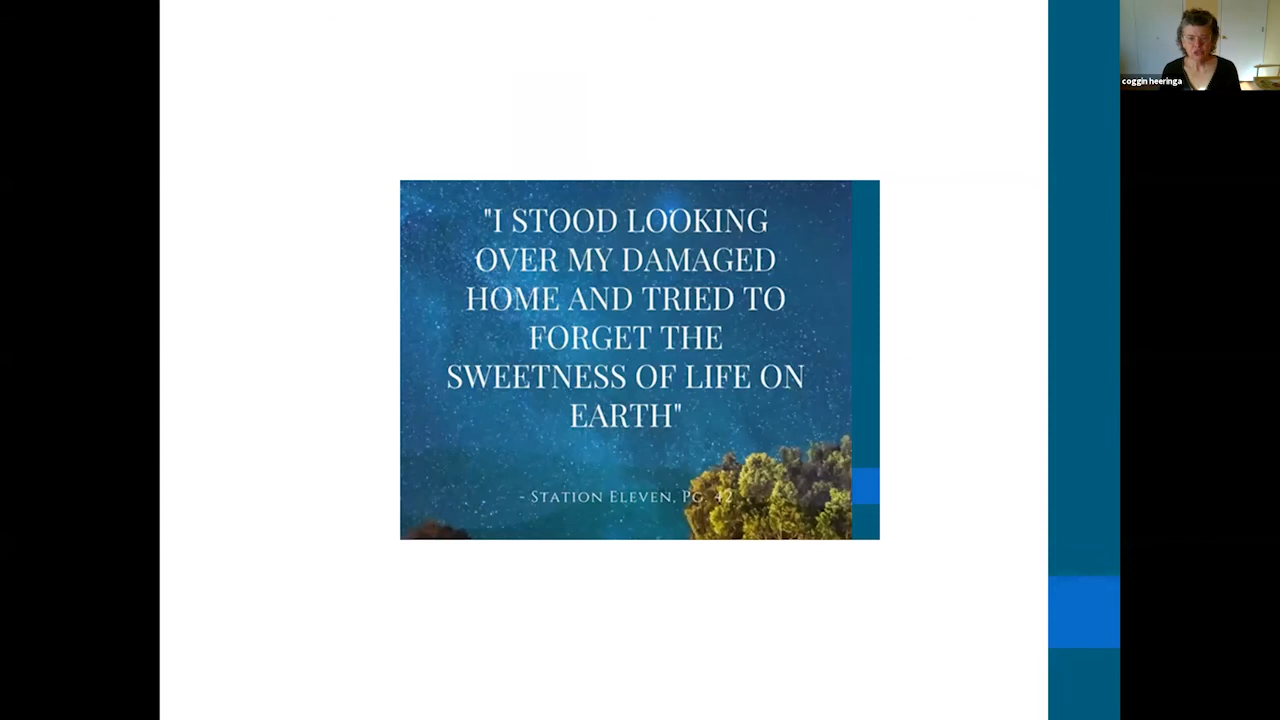 "I STOOD LOOKING
OVER MY DAMAGED
HOME AND TRIED TO
FORGET THE
SWEETNESS OF LIFE ON
EARTH"
- STATION ELEVEN, PG. 42
coggin heeringa